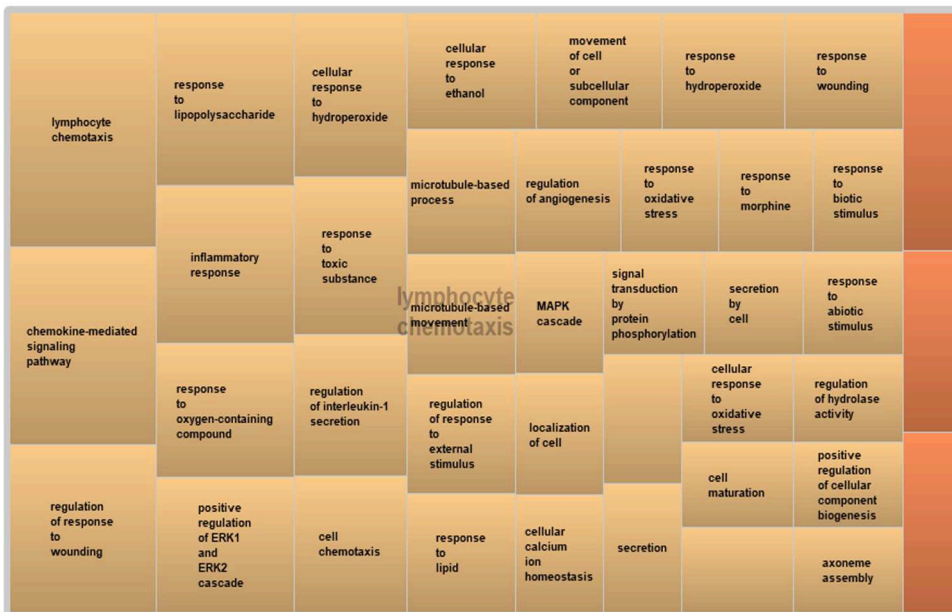 lymphocyte
chemotaxis
response
to
lipopolysaccharide
cellular
response
to
hydroperoxide
cellular
response
to
ethanol
movement
of cell
or
subcellular
component
response
to
hydroperoxide
response
to
wounding
microtubule-based
process
regulation
of angiogenesis
response
to
oxidative
stress
response
to
morphine
response
to
biotic
stimulus
chemokine-mediated
signaling
pathway
inflammatory
response
response
to
toxic
substance
lymphocyte
chemotaxis
microtubule-based
movement
MAPK
cascade
signal
transduction
by
protein
phosphorylation
secretion
by
cell
response
to
abiotic
stimulus
response
to
oxygen-containing
compound
regulation
of interleukin-1
secretion
regulation
of response
to
external
stimulus
localization
of cell
cellular
response
to
oxidative
stress
regulation
of hydrolase
activity
cell
maturation
positive
regulation
of cellular
component
biogenesis
regulation
of response
to
wounding
positive
regulation
of ERK1
and
ERK2
cascade
cell
chemotaxis
response
to
lipid
cellular
calcium
ion
homeostasis
secretion
axoneme
assembly